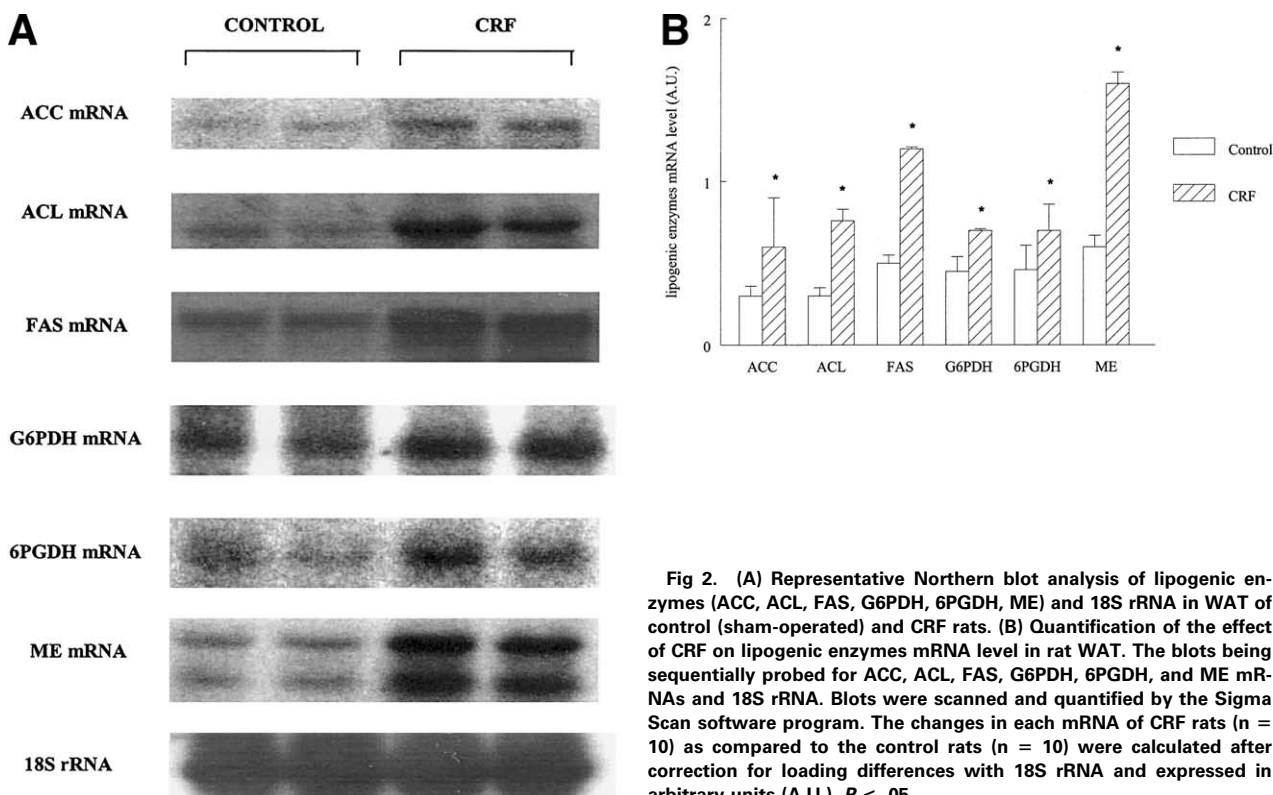 A
CONTROL CRF
ACC mRNA
ACL mRNA
FAS mRNA
G6PDH mRNA
6PGDH mRNA
ME mRNA
18S rRNA
B
lipogenic enzymes mRNA level (A.U.)
2
1
0
* * * * * *
ACC ACL FAS G6PDH 6PGDH ME
Control
CRF
Fig 2. (A) Representative Northern blot analysis of lipogenic en-
zymes (ACC, ACL, FAS, G6PDH, 6PGDH, ME) and 18S rRNA in WAT of
control (sham-operated) and CRF rats. (B) Quantification of the effect
of CRF on lipogenic enzymes mRNA level in rat WAT. The blots being
sequentially probed for ACC, ACL, FAS, G6PDH, 6PGDH, and ME mR-
NAs and 18S rRNA. Blots were scanned and quantified by the Sigma
Scan software program. The changes in each mRNA of CRF rats (n =
10) as compared to the control rats (n = 10) were calculated after
correction for loading differences with 18S rRNA and expressed in
arbitrary units (A.U.). P < .05